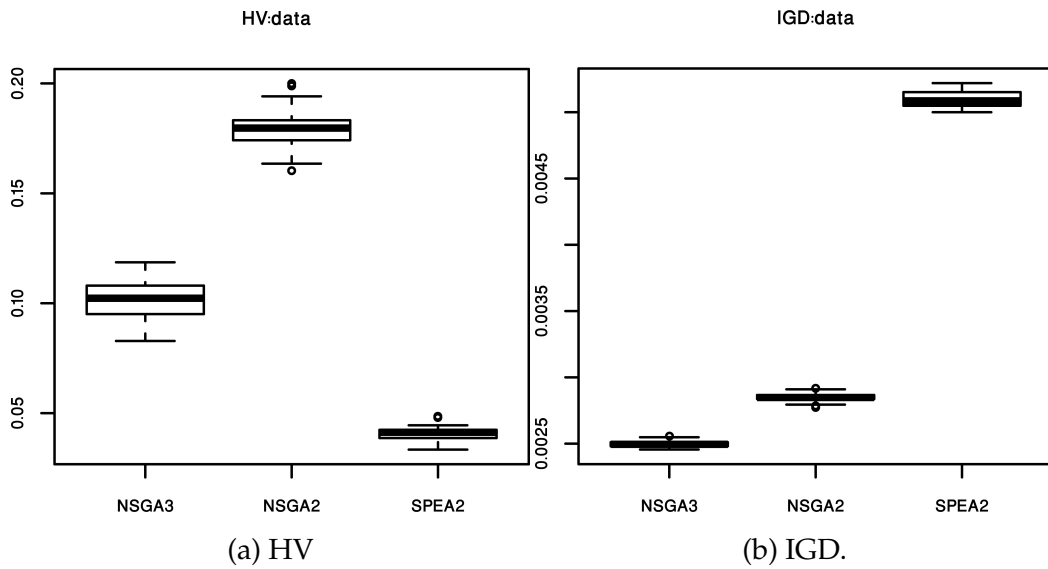 HV:data
0.20
0.15
0.10
0.05
NSGA3 NSGA2 SPEA2
(a) HV
IGD:data
0.0045
0.0035
0.0025
NSGA3 NSGA2 SPEA2
(b) IGD.